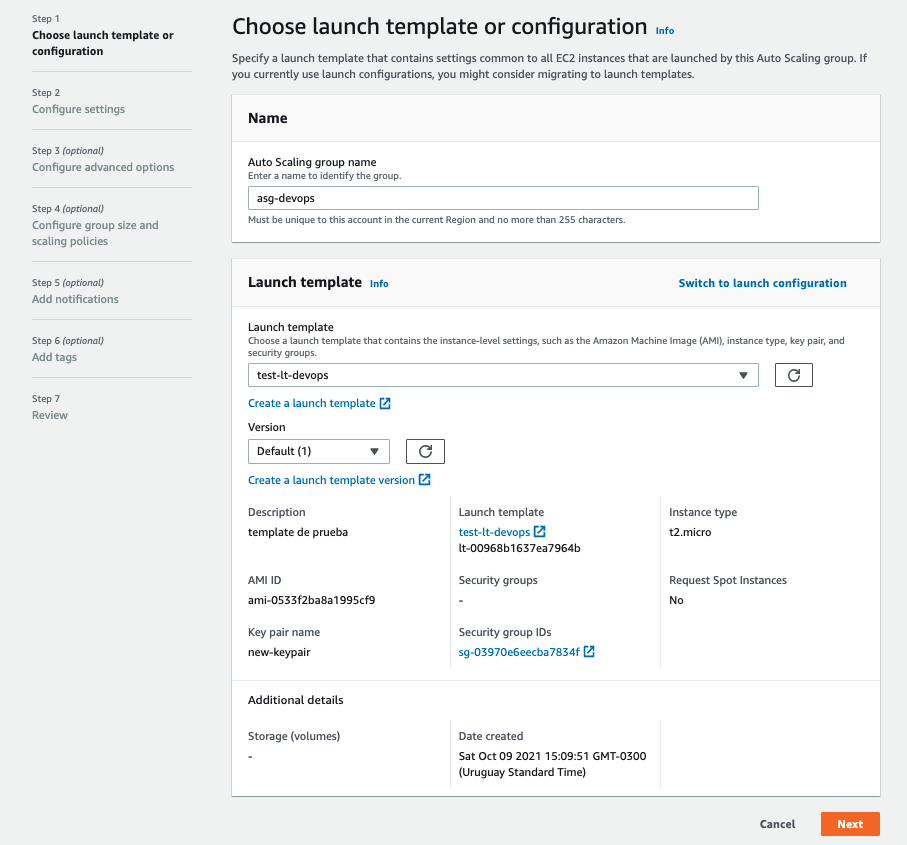 Step 1
Choose launch template or
configuration
Step 2
Configure settings
Step 3 (optional)
Configure advanced options
Step 4 (optional)
Configure group size and
scaling policies
Step 5 (optional)
Add notifications
Step 6 (optional)
Add tags
Step 7
Review
Choose launch template or configuration Info
Specify a launch template that contains settings common to all EC2 instances that are launched by this Auto Scaling group. If
you currently use launch configurations, you might consider migrating to launch templates.
Name
Auto Scaling group name
Enter a name to identify the group.
asg-devops
Must be unique to this account in the current Region and no more than 255 characters.
Launch template Info
Switch to launch configuration
Launch template
Choose a launch template that contains the instance-level settings, such as the Amazon Machine Image (AMI), instance type, key pair, and
security groups.
test-lt-devops
Create a launch template
Version
Default (1)
Create a launch template version
Description
template de prueba
Launch template
test-lt-devops
lt-00968b1637ea7964b
Instance type
t2.micro
AMI ID
ami-0533f2ba8a1995cf9
Security groups
-
Request Spot Instances
No
Key pair name
new-keypair
Security group IDs
sg-03970e6eecba7834f
Additional details
Storage (volumes)
-
Date created
Sat Oct 09 2021 15:09:51 GMT-0300
(Uruguay Standard Time)
Cancel
Next